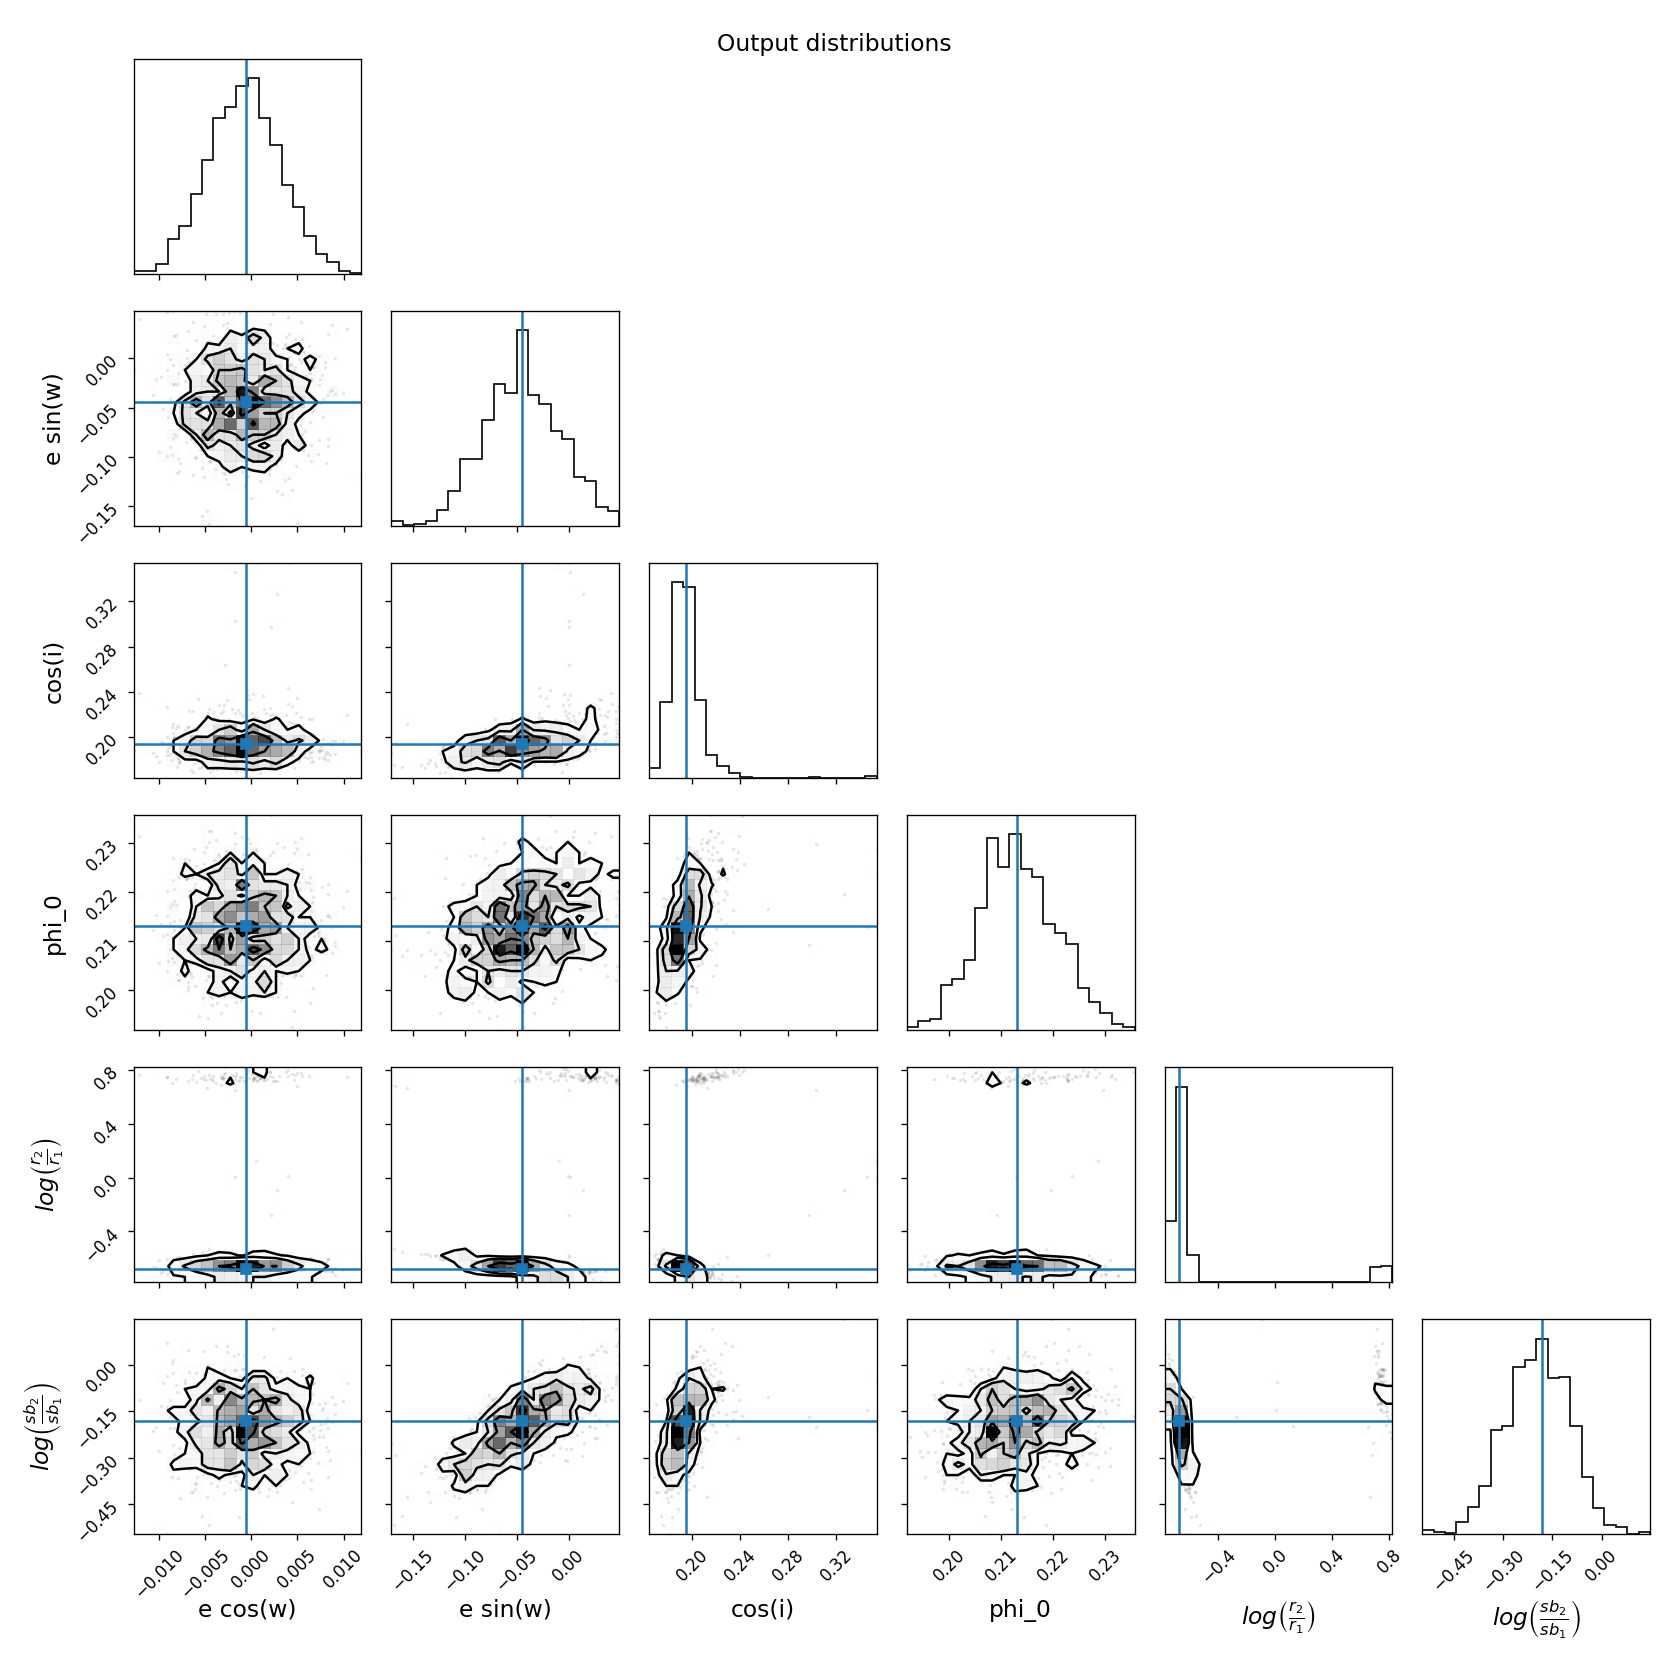 Output distributions
e sin(w)
0.00
−0.05
−0.10
−0.15
cos(i)
0.32
0.28
0.24
0.20
phi_0
0.23
0.22
0.21
0.20
log(r₂/r₁)
0.8
0.4
0.0
−0.4
log(sb₂/sb₁)
0.00
−0.15
−0.30
−0.45
−0.010 −0.005 0.000 0.005 0.010 −0.15 −0.10 −0.05 0.00 0.20 0.24 0.28 0.32 0.20 0.21 0.22 0.23 −0.4 0.0 0.4 0.8 −0.45 −0.30 −0.15 0.00
e cos(w) e sin(w) cos(i) phi_0 log(r₂/r₁) log(sb₂/sb₁)